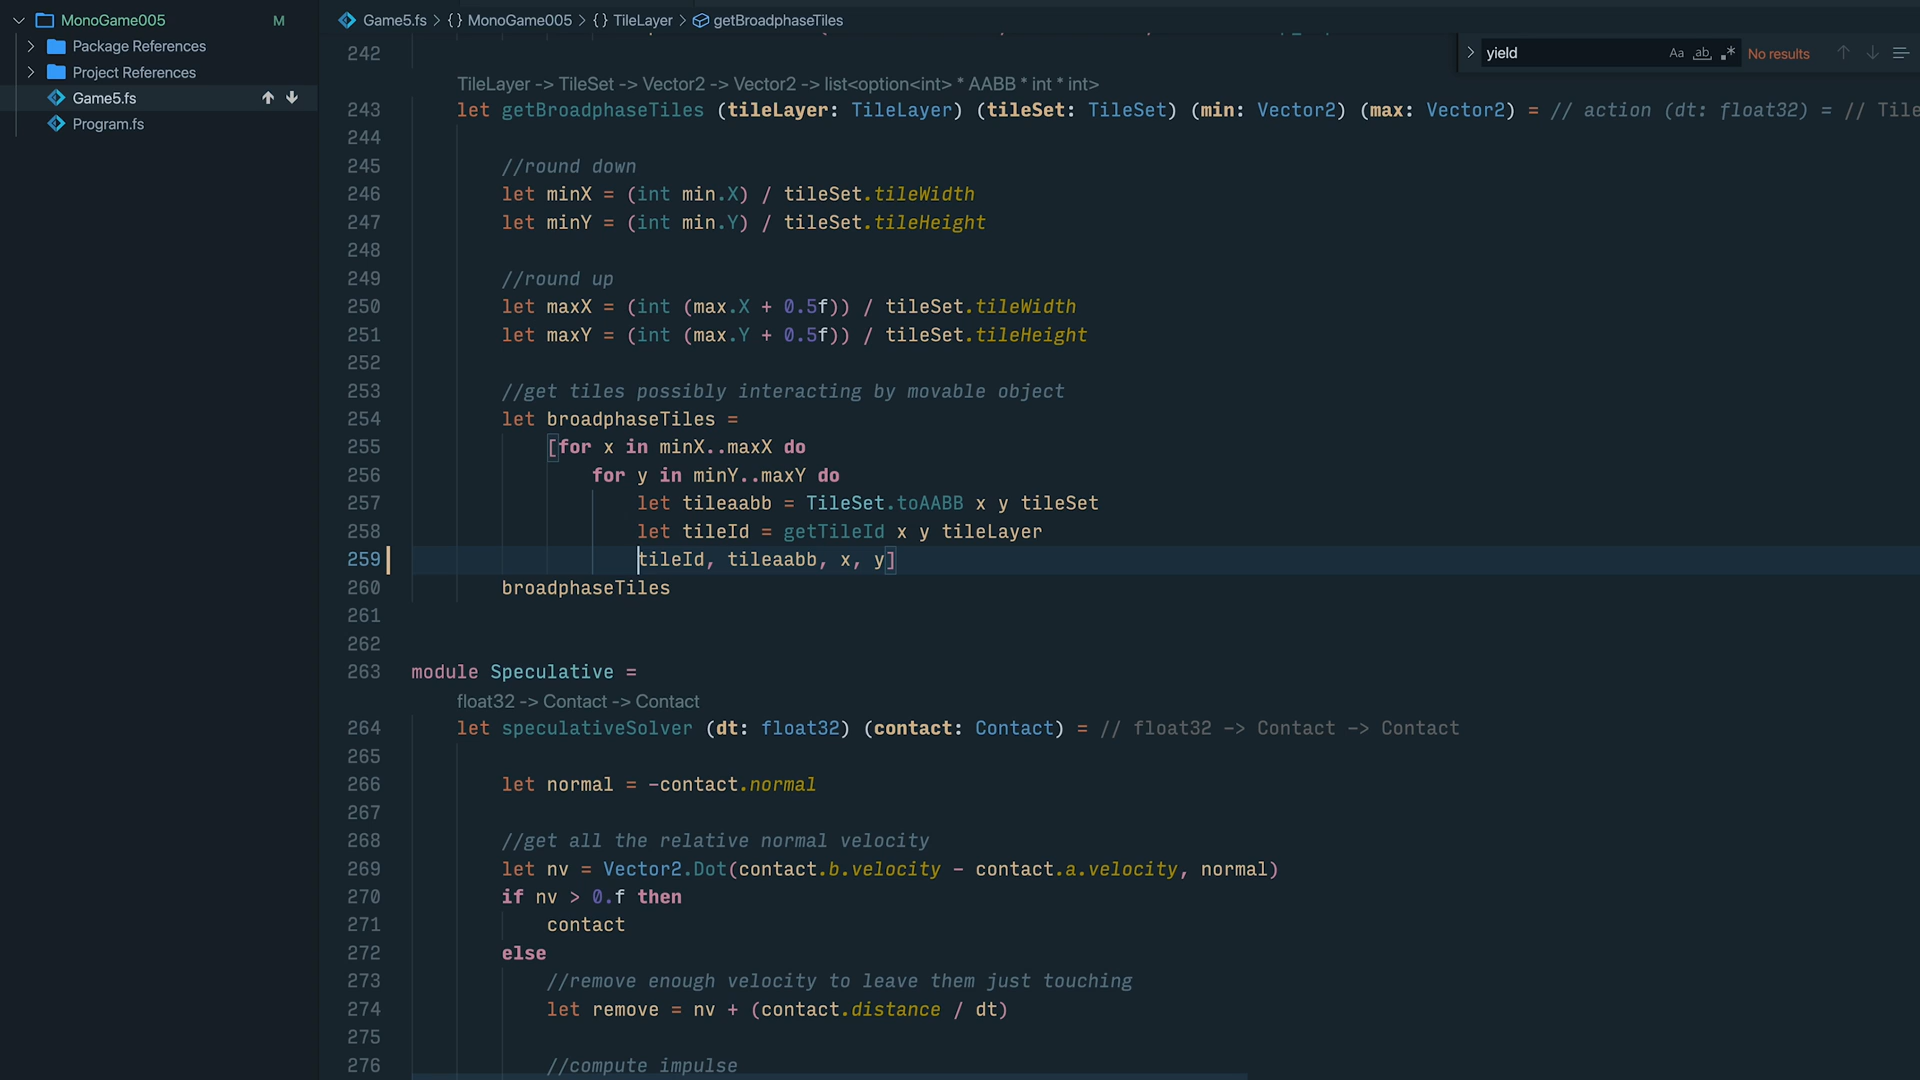 MonoGame005 M
Package References
Project References
Game5.fs
Program.fs
Game5.fs > {} MonoGame005 > {} TileLayer > getBroadphaseTiles
yield Aa ab .* No results
242
TileLayer -> TileSet -> Vector2 -> Vector2 -> list<option<int> * AABB * int * int>
243 let getBroadphaseTiles (tileLayer: TileLayer) (tileSet: TileSet) (min: Vector2) (max: Vector2) = // action (dt: float32) = // Tile
244
245 //round down
246 let minX = (int min.X) / tileSet.tileWidth
247 let minY = (int min.Y) / tileSet.tileHeight
248
249 //round up
250 let maxX = (int (max.X + 0.5f)) / tileSet.tileWidth
251 let maxY = (int (max.Y + 0.5f)) / tileSet.tileHeight
252
253 //get tiles possibly interacting by movable object
254 let broadphaseTiles =
255 [for x in minX..maxX do
256 for y in minY..maxY do
257 let tileaabb = TileSet.toAABB x y tileSet
258 let tileId = getTileId x y tileLayer
259 tileId, tileaabb, x, y]
260 broadphaseTiles
261
262
263 module Speculative =
float32 -> Contact -> Contact
264 let speculativeSolver (dt: float32) (contact: Contact) = // float32 -> Contact -> Contact
265
266 let normal = -contact.normal
267
268 //get all the relative normal velocity
269 let nv = Vector2.Dot(contact.b.velocity - contact.a.velocity, normal)
270 if nv > 0.f then
271 contact
272 else
273 //remove enough velocity to leave them just touching
274 let remove = nv + (contact.distance / dt)
275
276 //compute impulse